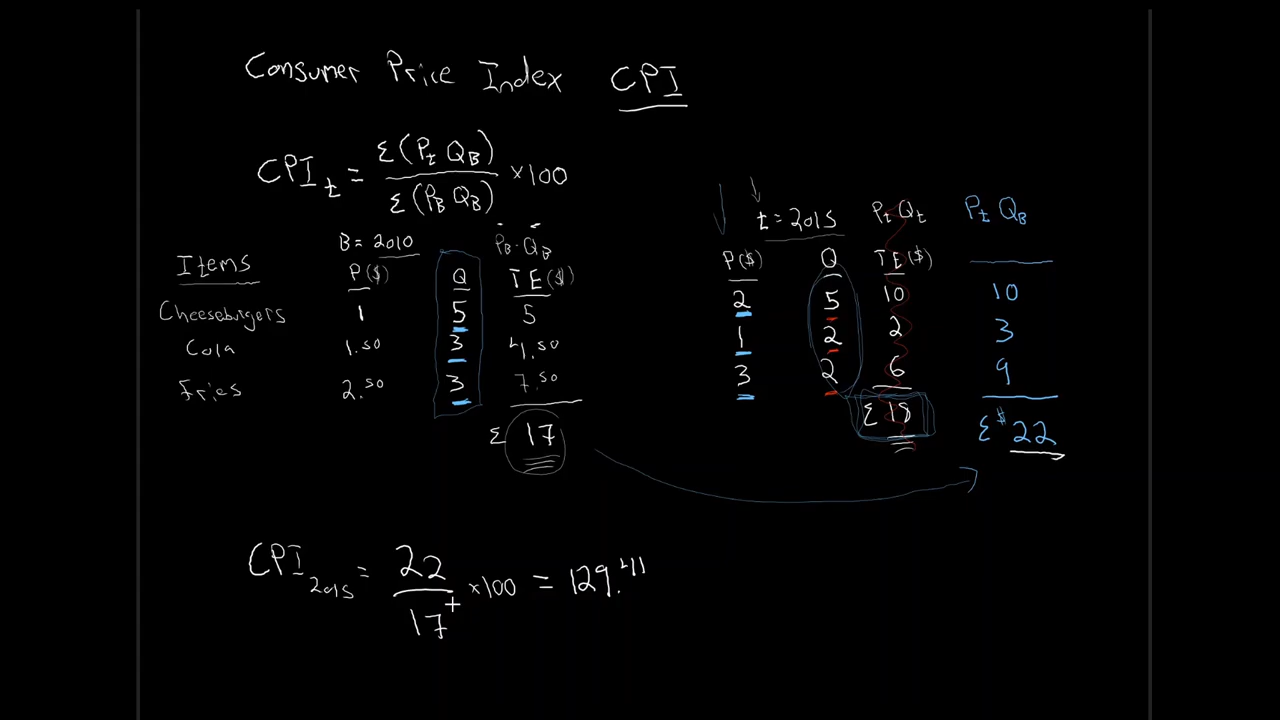 Consumer Price Index CPI
CPI_t = Σ(P_t Q_B) / Σ(P_B Q_B) ×100
B = 2010 P_B·Q_B
Items P($) Q TE($)
Cheeseburgers 1 5 5
Cola 1.50 3 4.50
Fries 2.50 3 7.50
Σ 17
t = 2015 P_t Q_t P_t Q_B
P($) Q TE($)
2 5 10 10
1 2 2 3
3 2 6 9
Σ 18 Σ $22
CPI_2015 = 22 / 17 ×100 = 129.41